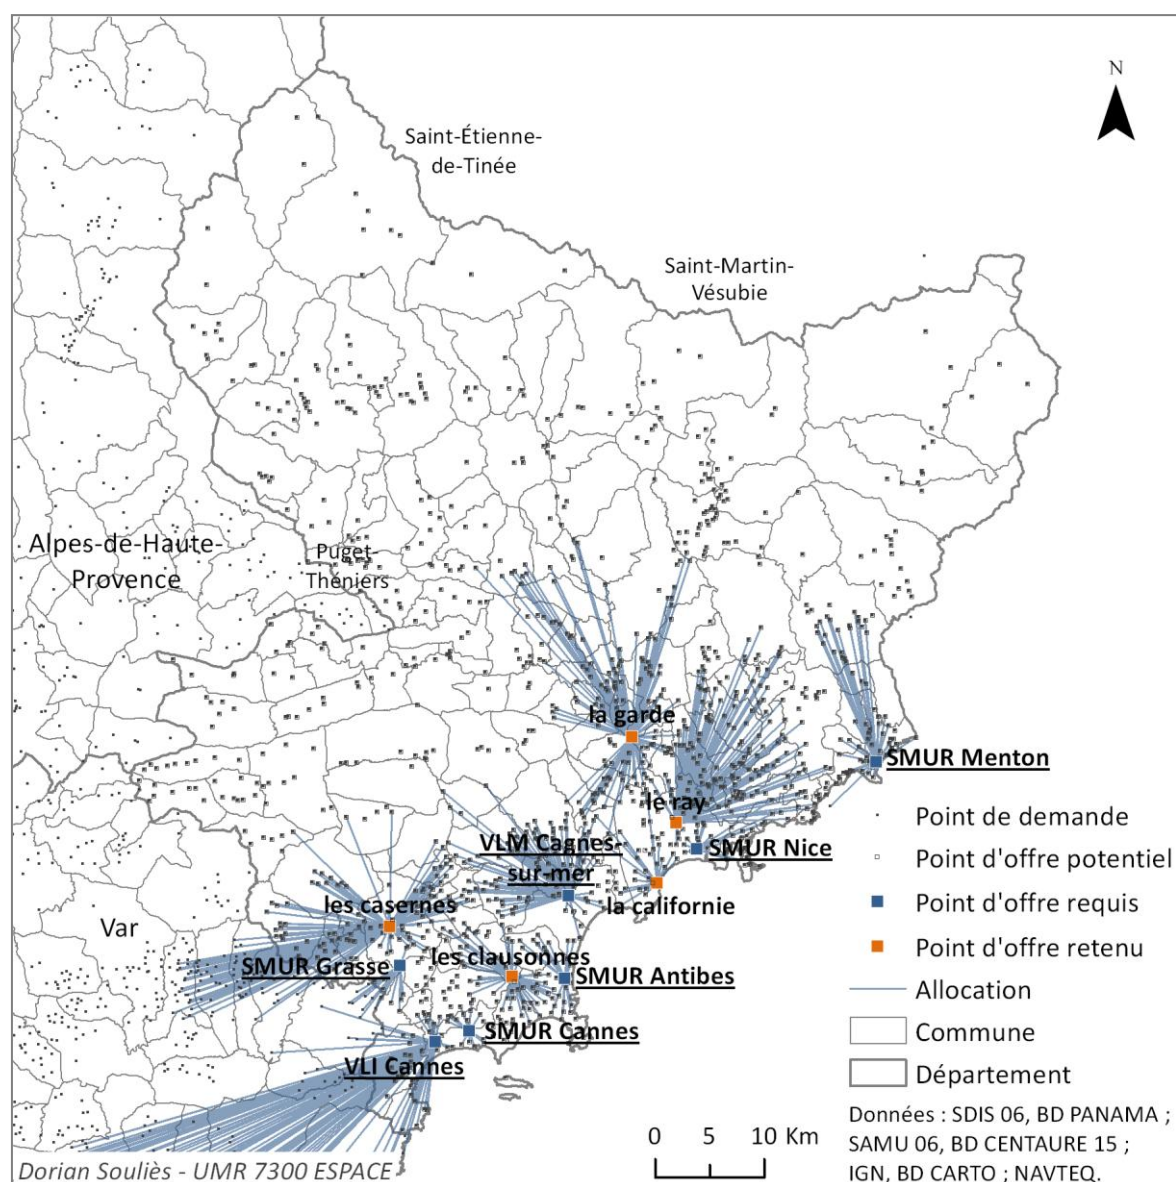 N
Saint-Étienne-
de-Tinée
Saint-Martin-
Vésubie
Alpes-de-Haute-
Provence
Puget-
Théniers
la garde
SMUR Menton
le ray
VLM Cagnes-
sur-mer
SMUR Nice
la californie
les casernes
Var
SMUR Grasse
les clausonnes
SMUR Antibes
SMUR Cannes
VLI Cannes
Point de demande
Point d'offre potentiel
Point d'offre requis
Point d'offre retenu
Allocation
Commune
Département
Données : SDIS 06, BD PANAMA ;
SAMU 06, BD CENTAURE 15 ;
IGN, BD CARTO ; NAVTEQ.
0 5 10 Km
Dorian Souliès - UMR 7300 ESPACE